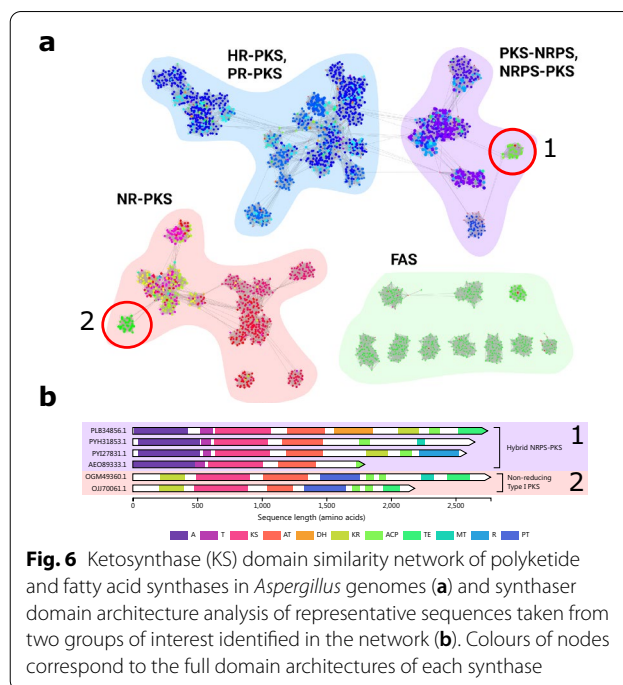 a
HR-PKS,
PR-PKS
PKS-NRPS,
NRPS-PKS
1
NR-PKS
FAS
2
b
PLB34856.1
PYH31853.1
PYI27831.1
AEO89333.1
OGM49360.1
OJJ70061.1
Hybrid NRPS-PKS
1
Non-reducing
Type I PKS
2
0 500 1,000 1,500 2,000 2,500
Sequence length (amino acids)
A T KS AT DH KR ACP TE MT R PT
Fig. 6 Ketosynthase (KS) domain similarity network of polyketide
and fatty acid synthases in Aspergillus genomes (a) and synthaser
domain architecture analysis of representative sequences taken from
two groups of interest identified in the network (b). Colours of nodes
correspond to the full domain architectures of each synthase